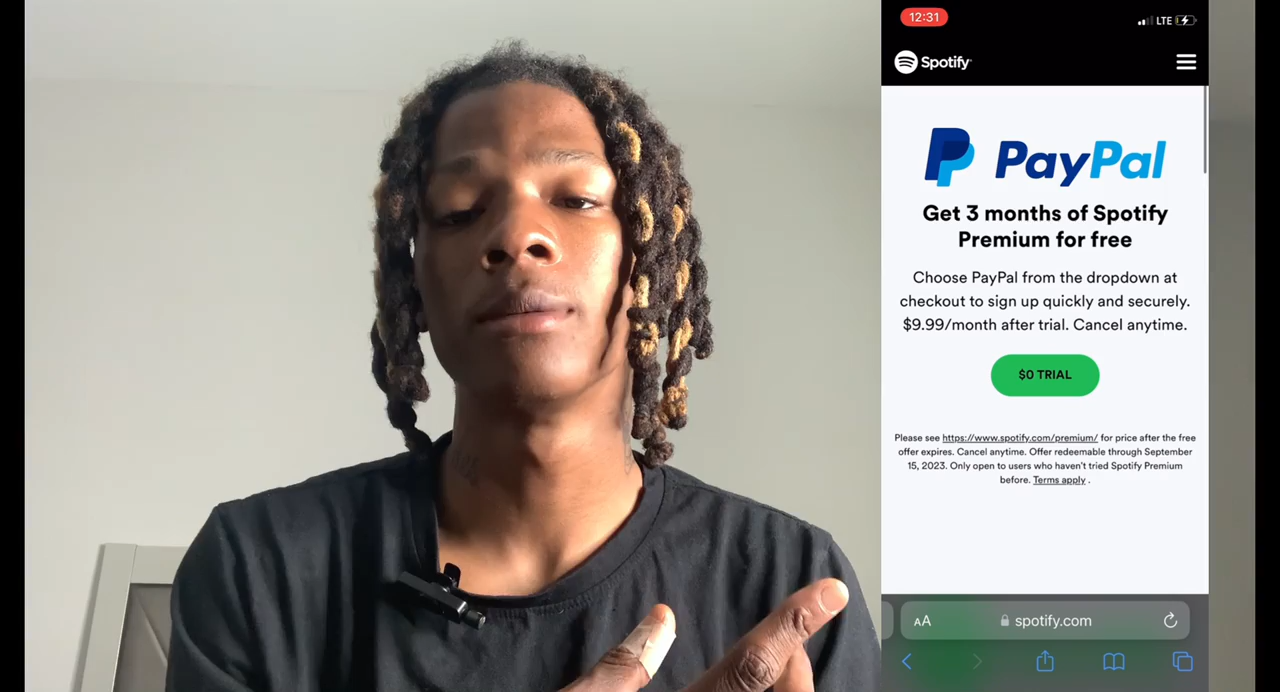 12:31
LTE
Spotify
PayPal
Get 3 months of Spotify
Premium for free
Choose PayPal from the dropdown at
checkout to sign up quickly and securely.
$9.99/month after trial. Cancel anytime.
$0 TRIAL
Please see https://www.spotify.com/premium/ for price after the free
offer expires. Cancel anytime. Offer redeemable through September
15, 2023. Only open to users who haven't tried Spotify Premium
before. Terms apply .
AA
spotify.com